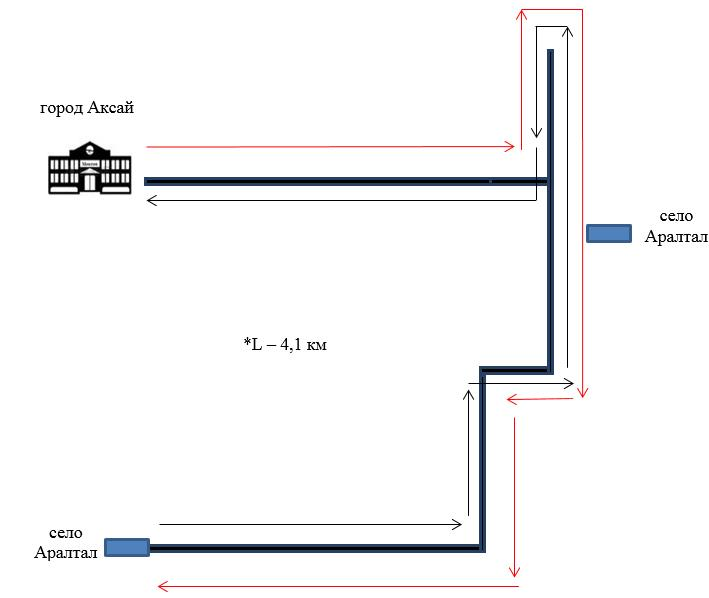 город Аксай
село
Аралтал
*L – 4,1 км
село
Аралтал